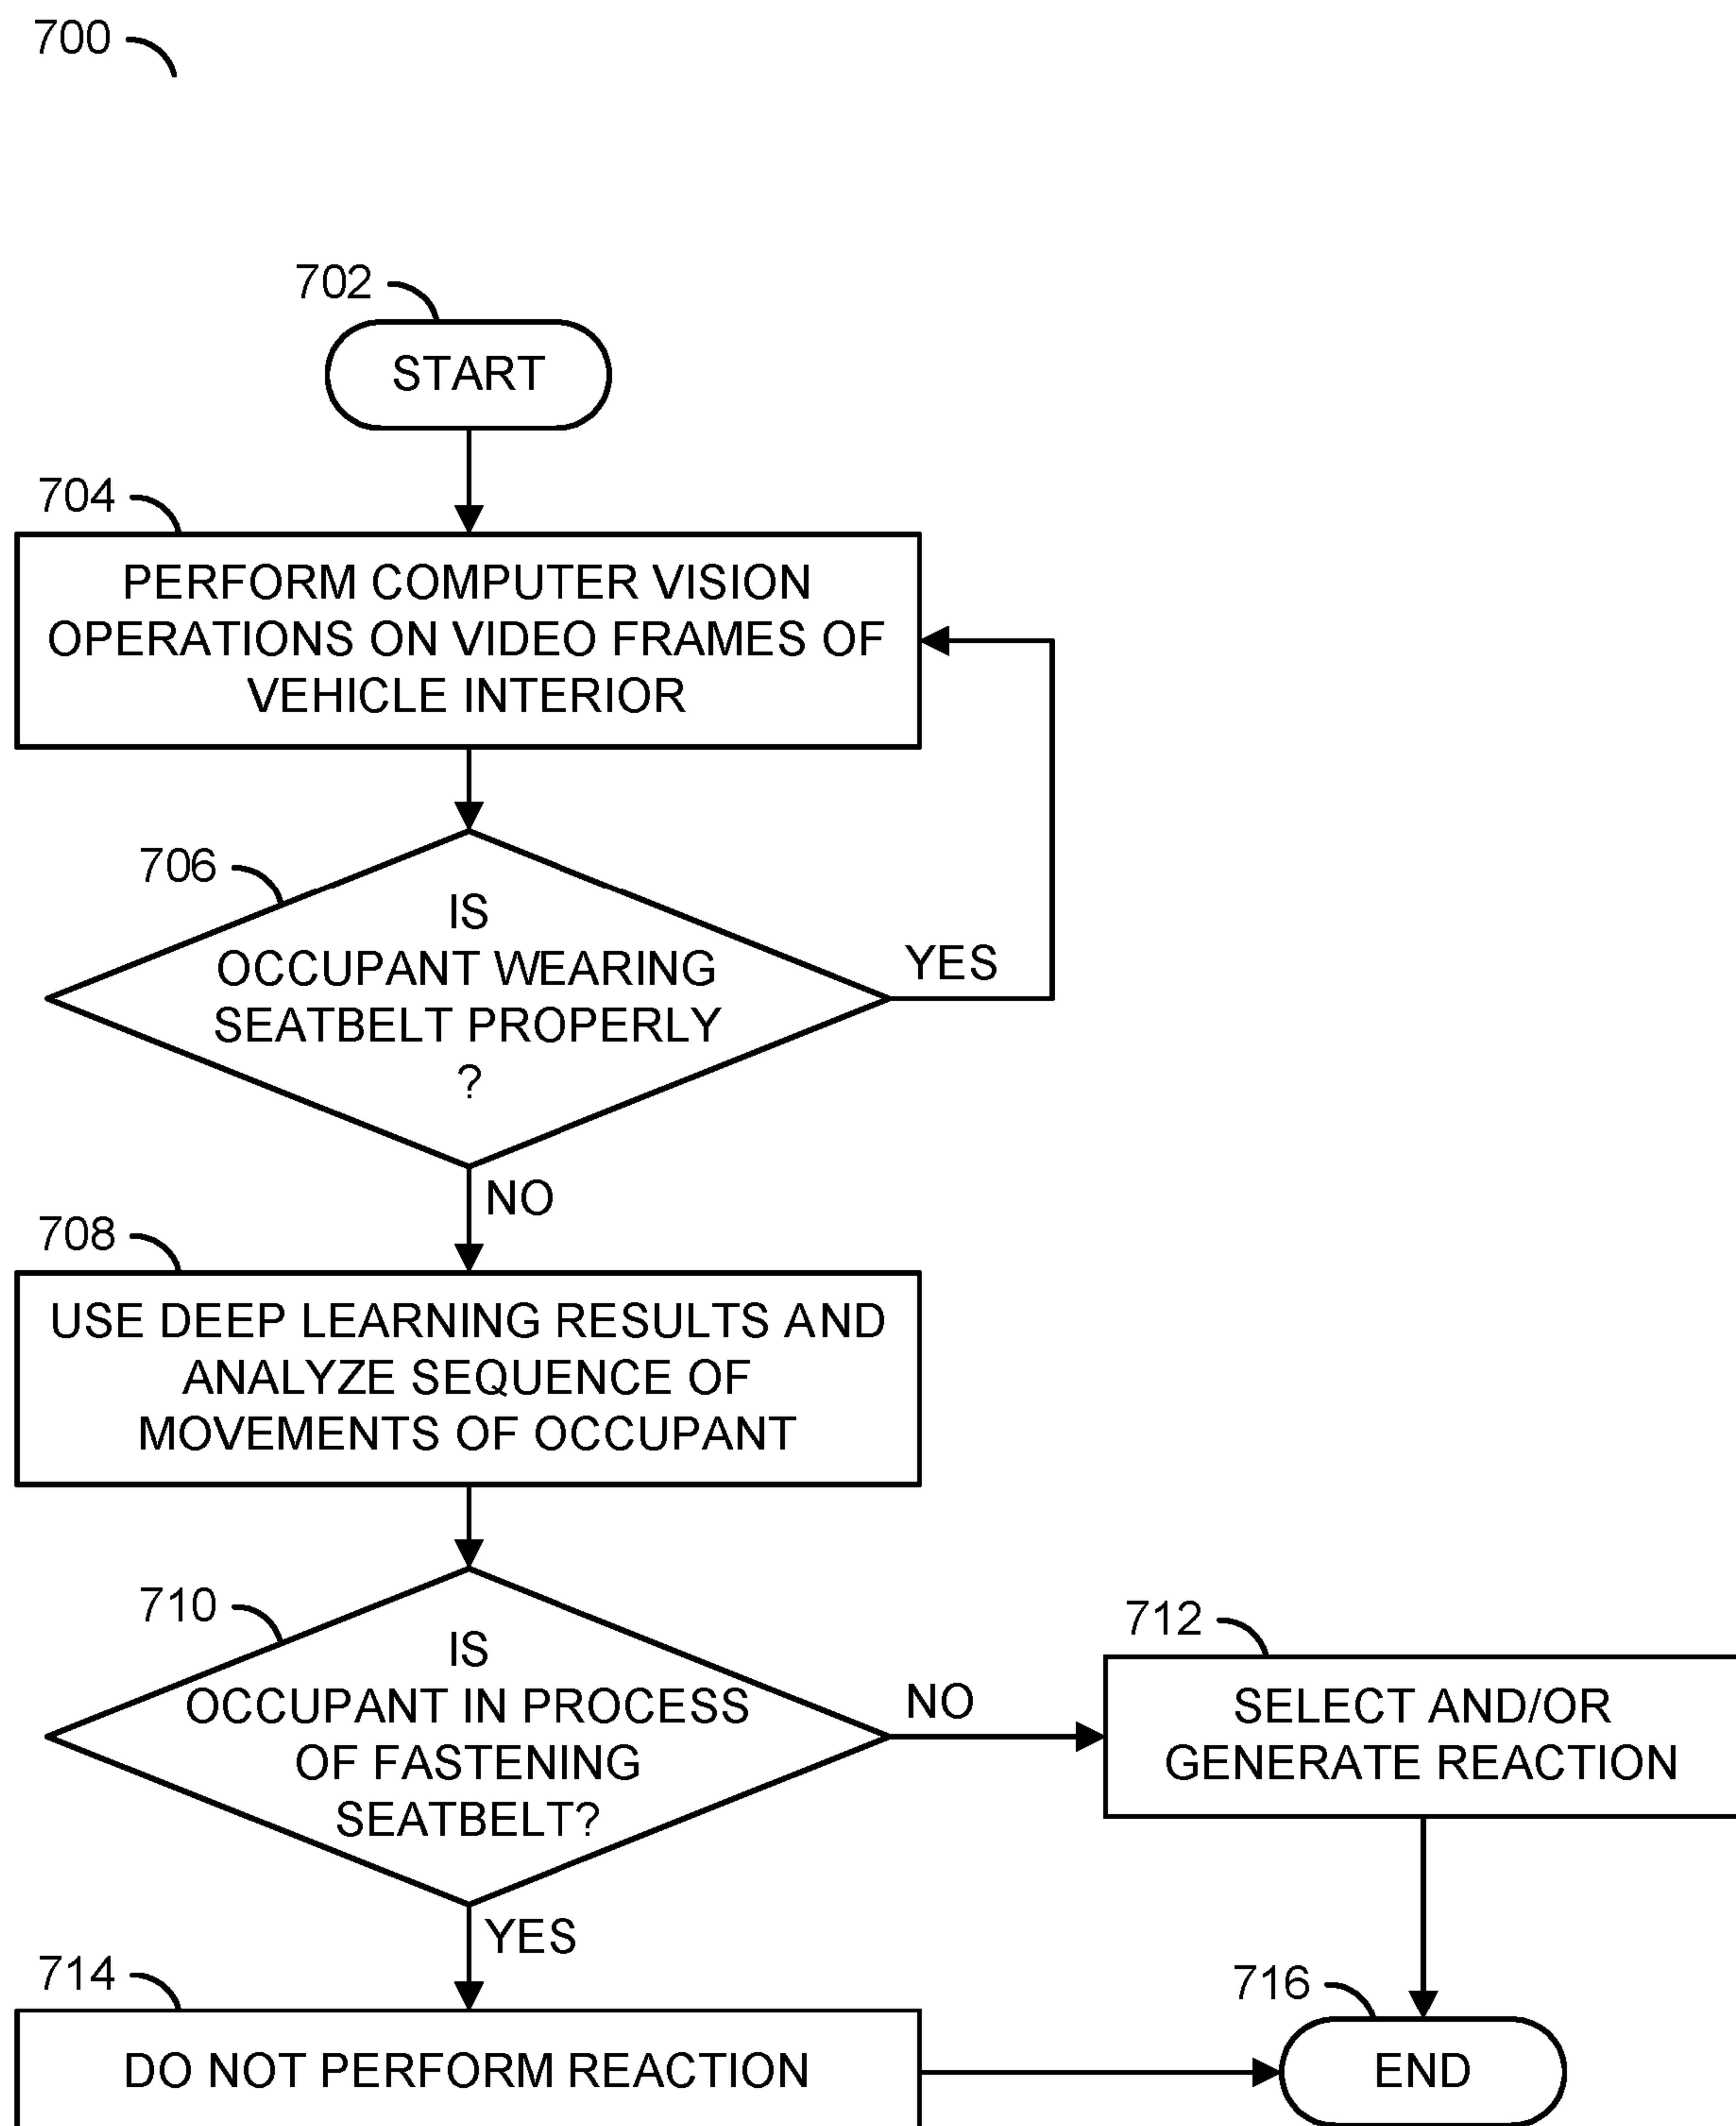 700
702
START
704
PERFORM COMPUTER VISION
OPERATIONS ON VIDEO FRAMES OF
VEHICLE INTERIOR
706
IS
OCCUPANT WEARING
SEATBELT PROPERLY
?
YES
NO
708
USE DEEP LEARNING RESULTS AND
ANALYZE SEQUENCE OF
MOVEMENTS OF OCCUPANT
710
IS
OCCUPANT IN PROCESS
OF FASTENING
SEATBELT?
NO
712
SELECT AND/OR
GENERATE REACTION
YES
714
DO NOT PERFORM REACTION
716
END